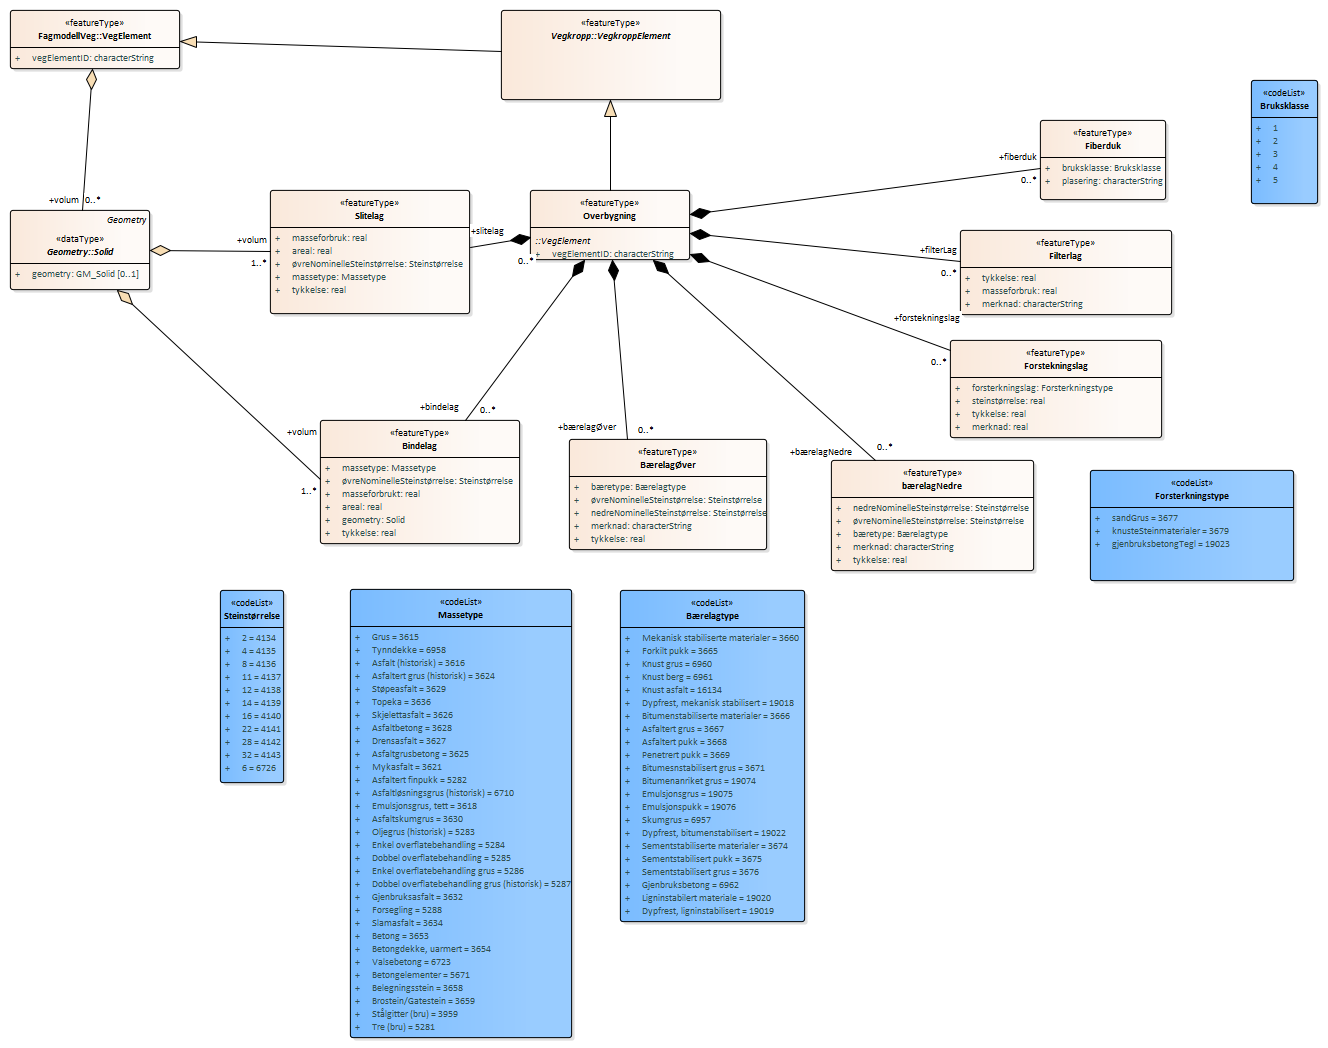 «featureType»
FagmodellVeg::VegElement
+ vegElementID: characterString
«featureType»
Vegkropp::VegkroppElement
«codeList»
Bruksklasse
+ 1
+ 2
+ 3
+ 4
+ 5
«featureType»
Fiberduk
+ bruksklasse: Bruksklasse
+ plasering: characterString
+fiberduk
0..*
+volum 0..*
Geometry
«dataType»
Geometry::Solid
+ geometry: GM_Solid [0..1]
+volum
1..*
«featureType»
Slitelag
+ masseforbruk: real
+ areal: real
+ øvreNominelleSteinstørrelse: Steinstørrelse
+ massetype: Massetype
+ tykkelse: real
+slitelag
0..*
«featureType»
Overbygning
::VegElement
+ vegElementID: characterString
+filterLag
0..*
«featureType»
Filterlag
+ tykkelse: real
+ masseforbruk: real
+ merknad: characterString
+forstekningslag
0..*
«featureType»
Forstekningslag
+ forsterkningslag: Forsterkningstype
+ steinstørrelse: real
+ tykkelse: real
+ merknad: real
+volum
1..*
+bindelag
0..*
«featureType»
Bindelag
+ massetype: Massetype
+ øvreNominelleSteinstørrelse: Steinstørrelse
+ masseforbrukt: real
+ areal: real
+ geometry: Solid
+ tykkelse: real
+bærelagØver
0..*
«featureType»
BærelagØver
+ bæretype: Bærelagtype
+ øvreNominelleSteinstørrelse: Steinstørrelse
+ nedreNominelleSteinstørrelse: Steinstørrelse
+ merknad: characterString
+ tykkelse: real
+bærelagNedre
0..*
«featureType»
bærelagNedre
+ nedreNominelleSteinstørrelse: Steinstørrelse
+ øvreNominelleSteinstørrelse: Steinstørrelse
+ bæretype: Bærelagtype
+ merknad: characterString
+ tykkelse: real
«codeList»
Forsterkningstype
+ sandGrus = 3677
+ knusteSteinmaterialer = 3679
+ gjenbruksbetongTegl = 19023
«codeList»
Steinstørrelse
+ 2 = 4134
+ 4 = 4135
+ 8 = 4136
+ 11 = 4137
+ 12 = 4138
+ 14 = 4139
+ 16 = 4140
+ 22 = 4141
+ 28 = 4142
+ 32 = 4143
+ 6 = 6726
«codeList»
Massetype
+ Grus = 3615
+ Tynndekke = 6958
+ Asfalt (historisk) = 3616
+ Asfaltert grus (historisk) = 3624
+ Støpeasfalt = 3629
+ Topeka = 3636
+ Skjelettasfalt = 3626
+ Asfaltbetong = 3628
+ Drensasfalt = 3627
+ Asfaltgrusbetong = 3625
+ Mykasfalt = 3621
+ Asfaltert finpukk = 5282
+ Asfaltløsningsgrus (historisk) = 6710
+ Emulsjonsgrus, tett = 3618
+ Asfaltskumgrus = 3630
+ Oljegrus (historisk) = 5283
+ Enkel overflatebehandling = 5284
+ Dobbel overflatebehandling = 5285
+ Enkel overflatebehandling grus = 5286
+ Dobbel overflatebehandling grus (historisk) = 5287
+ Gjenbruksasfalt = 3632
+ Forsegling = 5288
+ Slamasfalt = 3634
+ Betong = 3653
+ Betongdekke, uarmert = 3654
+ Valsebetong = 6723
+ Betongelementer = 5671
+ Belegningsstein = 3658
+ Brostein/Gatestein = 3659
+ Stålgitter (bru) = 3959
+ Tre (bru) = 5281
«codeList»
Bærelagtype
+ Mekanisk stabiliserte materialer = 3660
+ Forkilt pukk = 3665
+ Knust grus = 6960
+ Knust berg = 6961
+ Knust asfalt = 16134
+ Dypfrest, mekanisk stabilisert = 19018
+ Bitumenstabiliserte materialer = 3666
+ Asfaltert grus = 3667
+ Asfaltert pukk = 3668
+ Penetrert pukk = 3669
+ Bitumesnstabilisert grus = 3671
+ Bitumenanriket grus = 19074
+ Emulsjonsgrus = 19075
+ Emulsjonspukk = 19076
+ Skumgrus = 6957
+ Dypfrest, bitumenstabilisert = 19022
+ Sementstabiliserte materialer = 3674
+ Sementstabilisert pukk = 3675
+ Sementstabilisert grus = 3676
+ Gjenbruksbetong = 6962
+ Ligninstabilert materiale = 19020
+ Dypfrest, ligninstabilisert = 19019